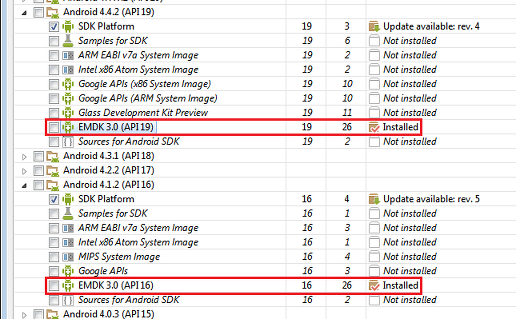 Android 4.4.2 (API 19)
SDK Platform 19 3 Update available: rev. 4
Samples for SDK 19 6 Not installed
ARM EABI v7a System Image 19 2 Not installed
Intel x86 Atom System Image 19 2 Not installed
Google APIs (x86 System Image) 19 10 Not installed
Google APIs (ARM System Image) 19 10 Not installed
Glass Development Kit Preview 19 11 Not installed
EMDK 3.0 (API 19) 19 26 Installed
Sources for Android SDK 19 2 Not installed
Android 4.3.1 (API 18)
Android 4.2.2 (API 17)
Android 4.1.2 (API 16)
SDK Platform 16 4 Update available: rev. 5
Samples for SDK 16 1 Not installed
ARM EABI v7a System Image 16 3 Not installed
Intel x86 Atom System Image 16 1 Not installed
MIPS System Image 16 4 Not installed
Google APIs 16 3 Not installed
EMDK 3.0 (API 16) 16 26 Installed
Sources for Android SDK 16 2 Not installed
Android 4.0.3 (API 15)